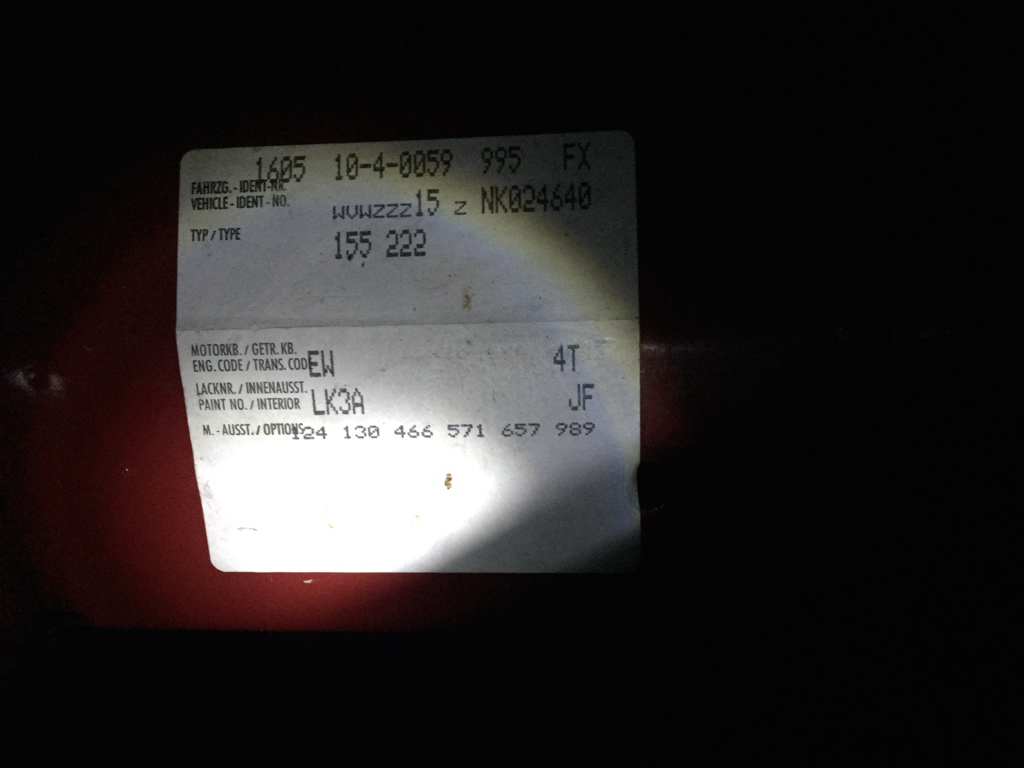 1605 10-4-0059 995 FX
FAHRZG. - IDENT-NR.
VEHICLE - IDENT - NO. WVWZZZ15 Z NK024640
TYP / TYPE 155 222
MOTORKB. / GETR. KB.
ENG. CODE / TRANS. CODE EW 4T
LACKNR. / INNENAUSST.
PAINT NO. / INTERIOR LK3A JF
M. - AUSST. / OPTIONS 124 130 466 571 657 989